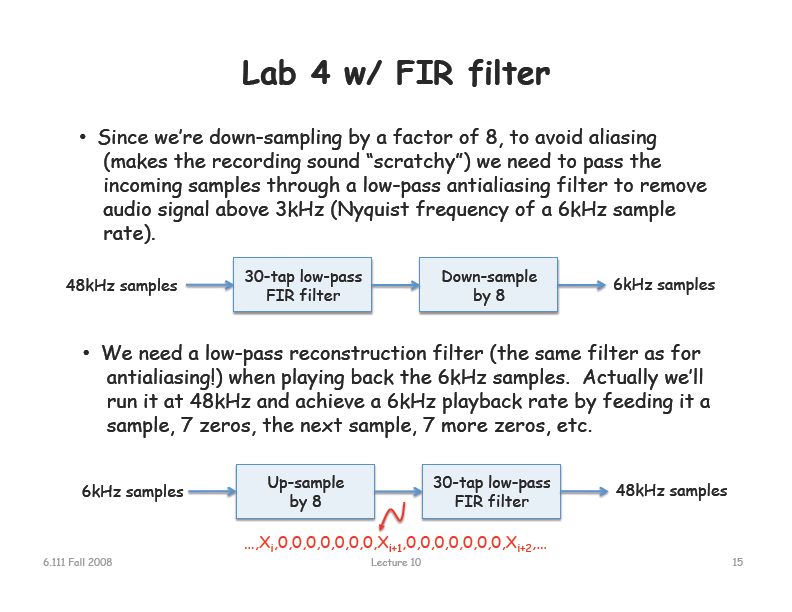 Lab 4 w/ FIR filter
• Since we're down-sampling by a factor of 8, to avoid aliasing
(makes the recording sound “scratchy”) we need to pass the
incoming samples through a low-pass antialiasing filter to remove
audio signal above 3kHz (Nyquist frequency of a 6kHz sample
rate).
48kHz samples
30-tap low-pass
FIR filter
Down-sample
by 8
6kHz samples
• We need a low-pass reconstruction filter (the same filter as for
antialiasing!) when playing back the 6kHz samples. Actually we'll
run it at 48kHz and achieve a 6kHz playback rate by feeding it a
sample, 7 zeros, the next sample, 7 more zeros, etc.
6kHz samples
Up-sample
by 8
30-tap low-pass
FIR filter
48kHz samples
...,Xi,0,0,0,0,0,0,0,Xi+1,0,0,0,0,0,0,0,Xi+2,...
6.111 Fall 2008
Lecture 10
15